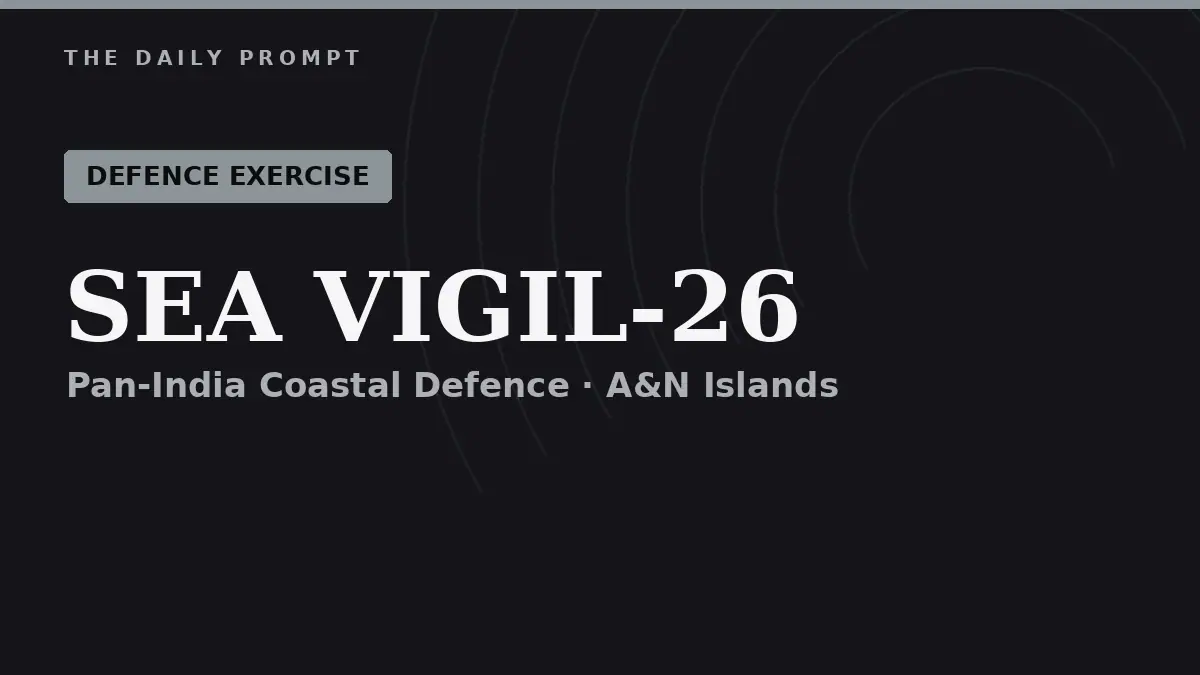 THE DAILY PROMPT
DEFENCE EXERCISE
SEA VIGIL-26
Pan-India Coastal Defence · A&N Islands